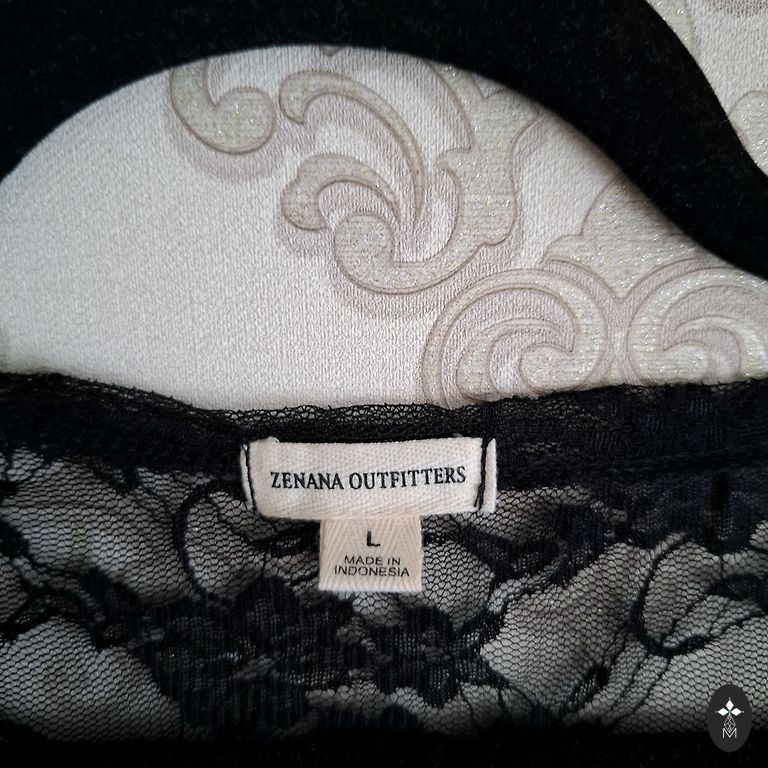 ZENANA OUTFITTERS
L
MADE IN
INDONESIA
M